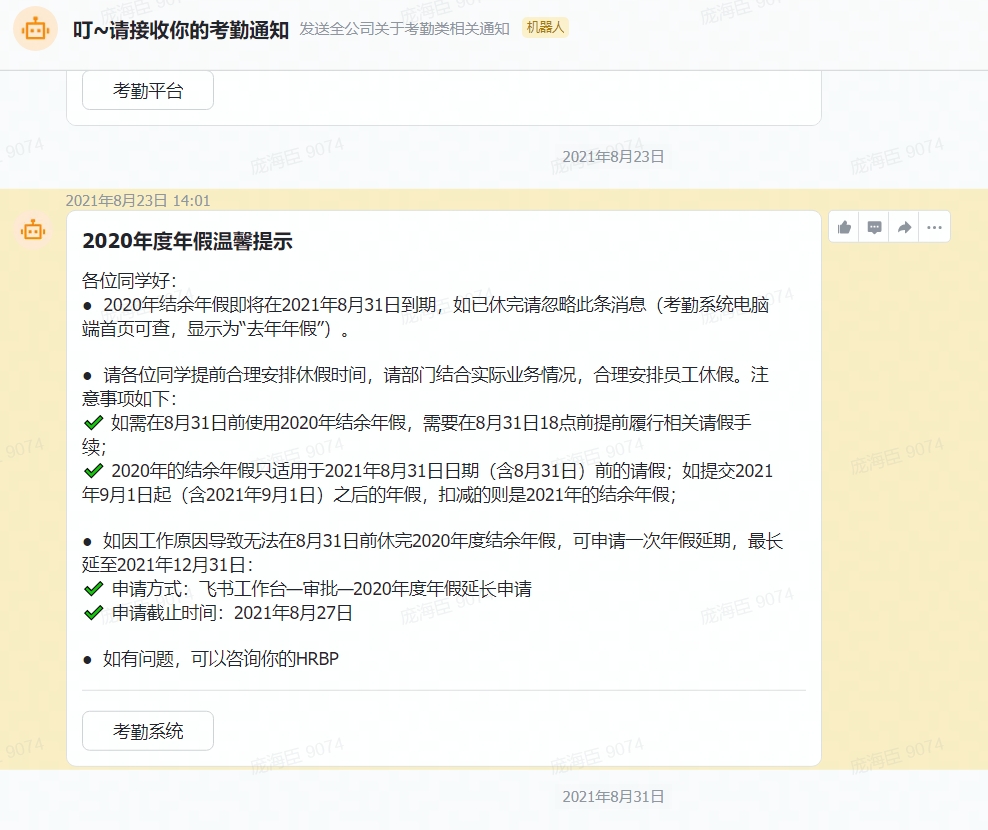 叮~请接收你的考勤通知 发送全公司关于考勤类相关通知 机器人
考勤平台
2021年8月23日
2021年8月23日 14:01
2020年度年假温馨提示
各位同学好：
● 2020年结余年假即将在2021年8月31日到期，如已休完请忽略此条消息（考勤系统电脑
端首页可查，显示为“去年年假”）。
● 请各位同学提前合理安排休假时间，请部门结合实际业务情况，合理安排员工休假。注
意事项如下：
✔ 如需在8月31日前使用2020年结余年假，需要在8月31日18点前提前履行相关请假手
续；
✔ 2020年的结余年假只适用于2021年8月31日日期（含8月31日）前的请假；如提交2021
年9月1日起（含2021年9月1日）之后的年假，扣减的则是2021年的结余年假；
● 如因工作原因导致无法在8月31日前休完2020年度结余年假，可申请一次年假延期，最长
延至2021年12月31日：
✔ 申请方式：飞书工作台—审批—2020年度年假延长申请
✔ 申请截止时间：2021年8月27日
● 如有问题，可以咨询你的HRBP
考勤系统
2021年8月31日
庞海臣 9074